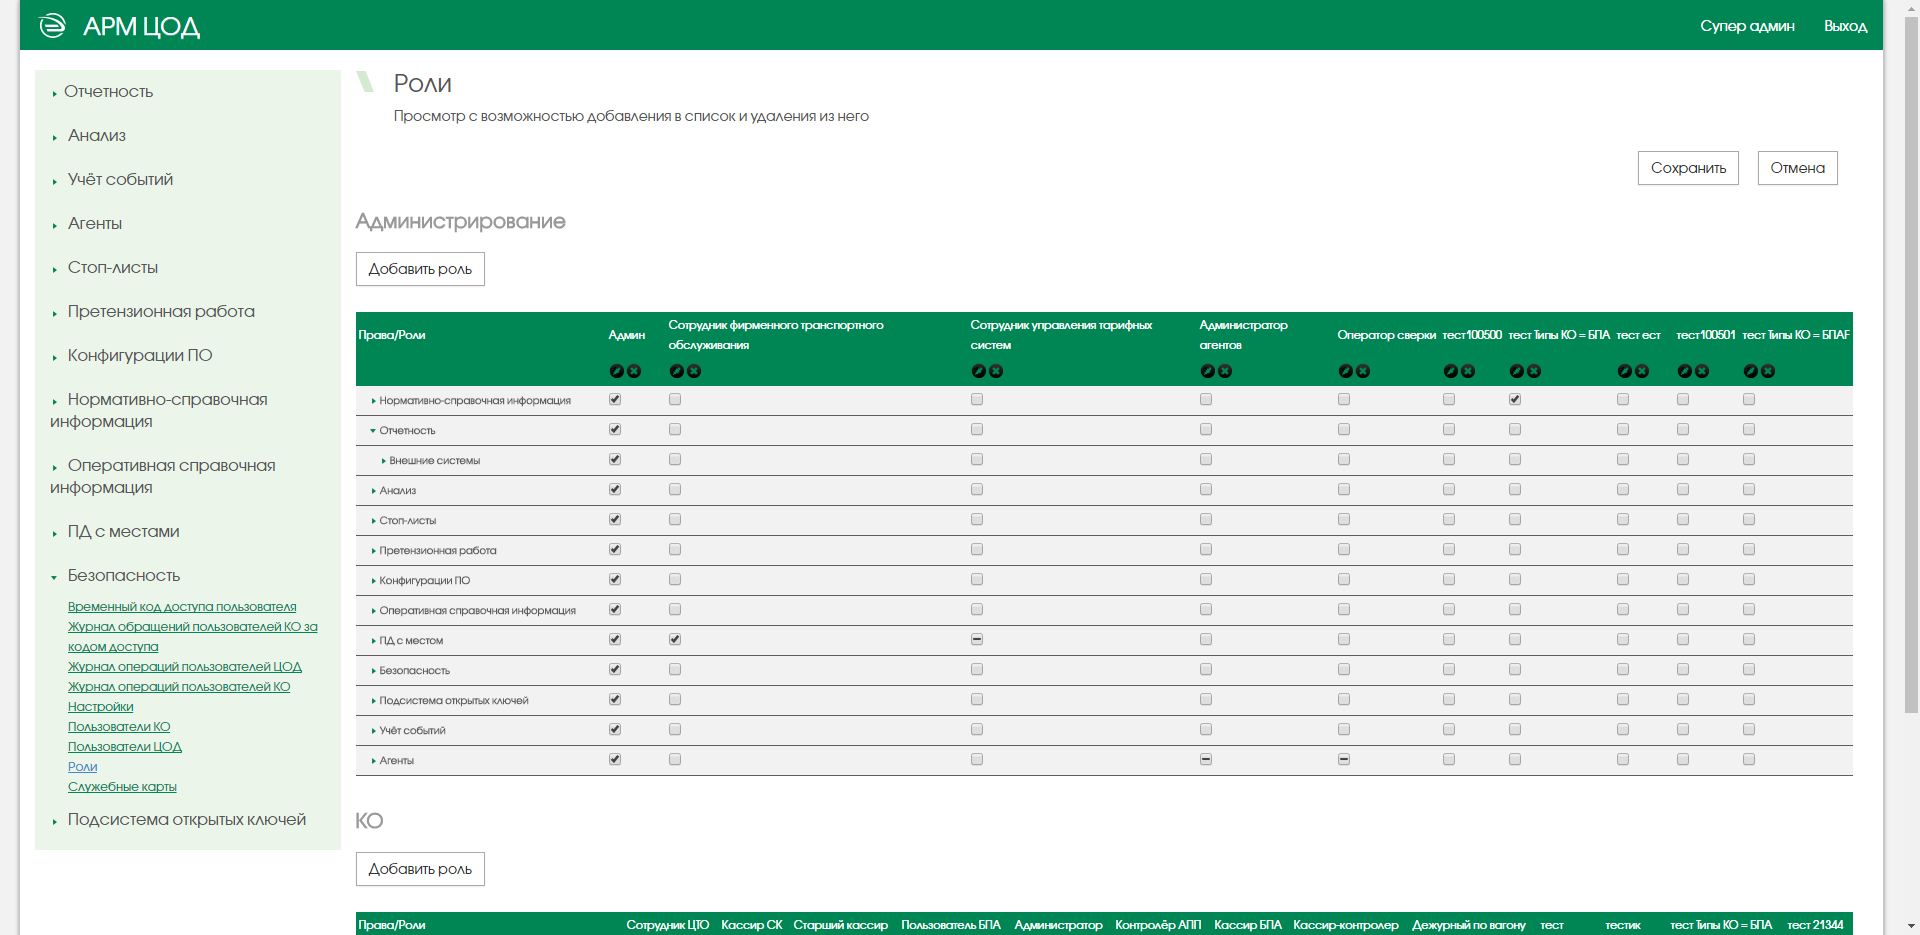 АРМ ЦОД
Супер админ Выход
Отчетность
Анализ
Учёт событий
Агенты
Стоп-листы
Претензионная работа
Конфигурации ПО
Нормативно-справочная
информация
Оперативная справочная
информация
ПД с местами
Безопасность
Временный код доступа пользователя
Журнал обращений пользователей КО за
кодом доступа
Журнал операций пользователей ЦОД
Журнал операций пользователей КО
Настройки
Пользователи КО
Пользователи ЦОД
Роли
Служебные карты
Подсистема открытых ключей
Роли
Просмотр с возможностью добавления в список и удаления из него
Сохранить Отмена
Администрирование
Добавить роль
Права/Роли Админ Сотрудник фирменного транспортного обслуживания Сотрудник управления тарифных систем Администратор агентов Оператор сверки тест100500 тест Типы КО = БПА тест ест тест100501 тест Типы КО = БПАF
Нормативно-справочная информация
Отчетность
Внешние системы
Анализ
Стоп-листы
Претензионная работа
Конфигурации ПО
Оперативная справочная информация
ПД с местом
Безопасность
Подсистема открытых ключей
Учёт событий
Агенты
КО
Добавить роль
Права/Роли Сотрудник ЦТО Кассир СК Старший кассир Пользователь БПА Администратор Контролёр АПП Кассир БПА Кассир-контролер Дежурный по вагону тест тестик тест Типы КО = БПА тест 21344